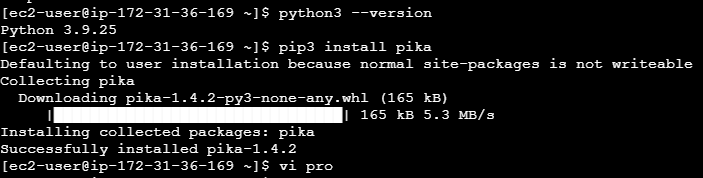 [ec2-user@ip-172-31-36-169 ~]$ python3 --version
Python 3.9.25
[ec2-user@ip-172-31-36-169 ~]$ pip3 install pika
Defaulting to user installation because normal site-packages is not writeable
Collecting pika
  Downloading pika-1.4.2-py3-none-any.whl (165 kB)
     |████████████████████████████████| 165 kB 5.3 MB/s
Installing collected packages: pika
Successfully installed pika-1.4.2
[ec2-user@ip-172-31-36-169 ~]$ vi pro